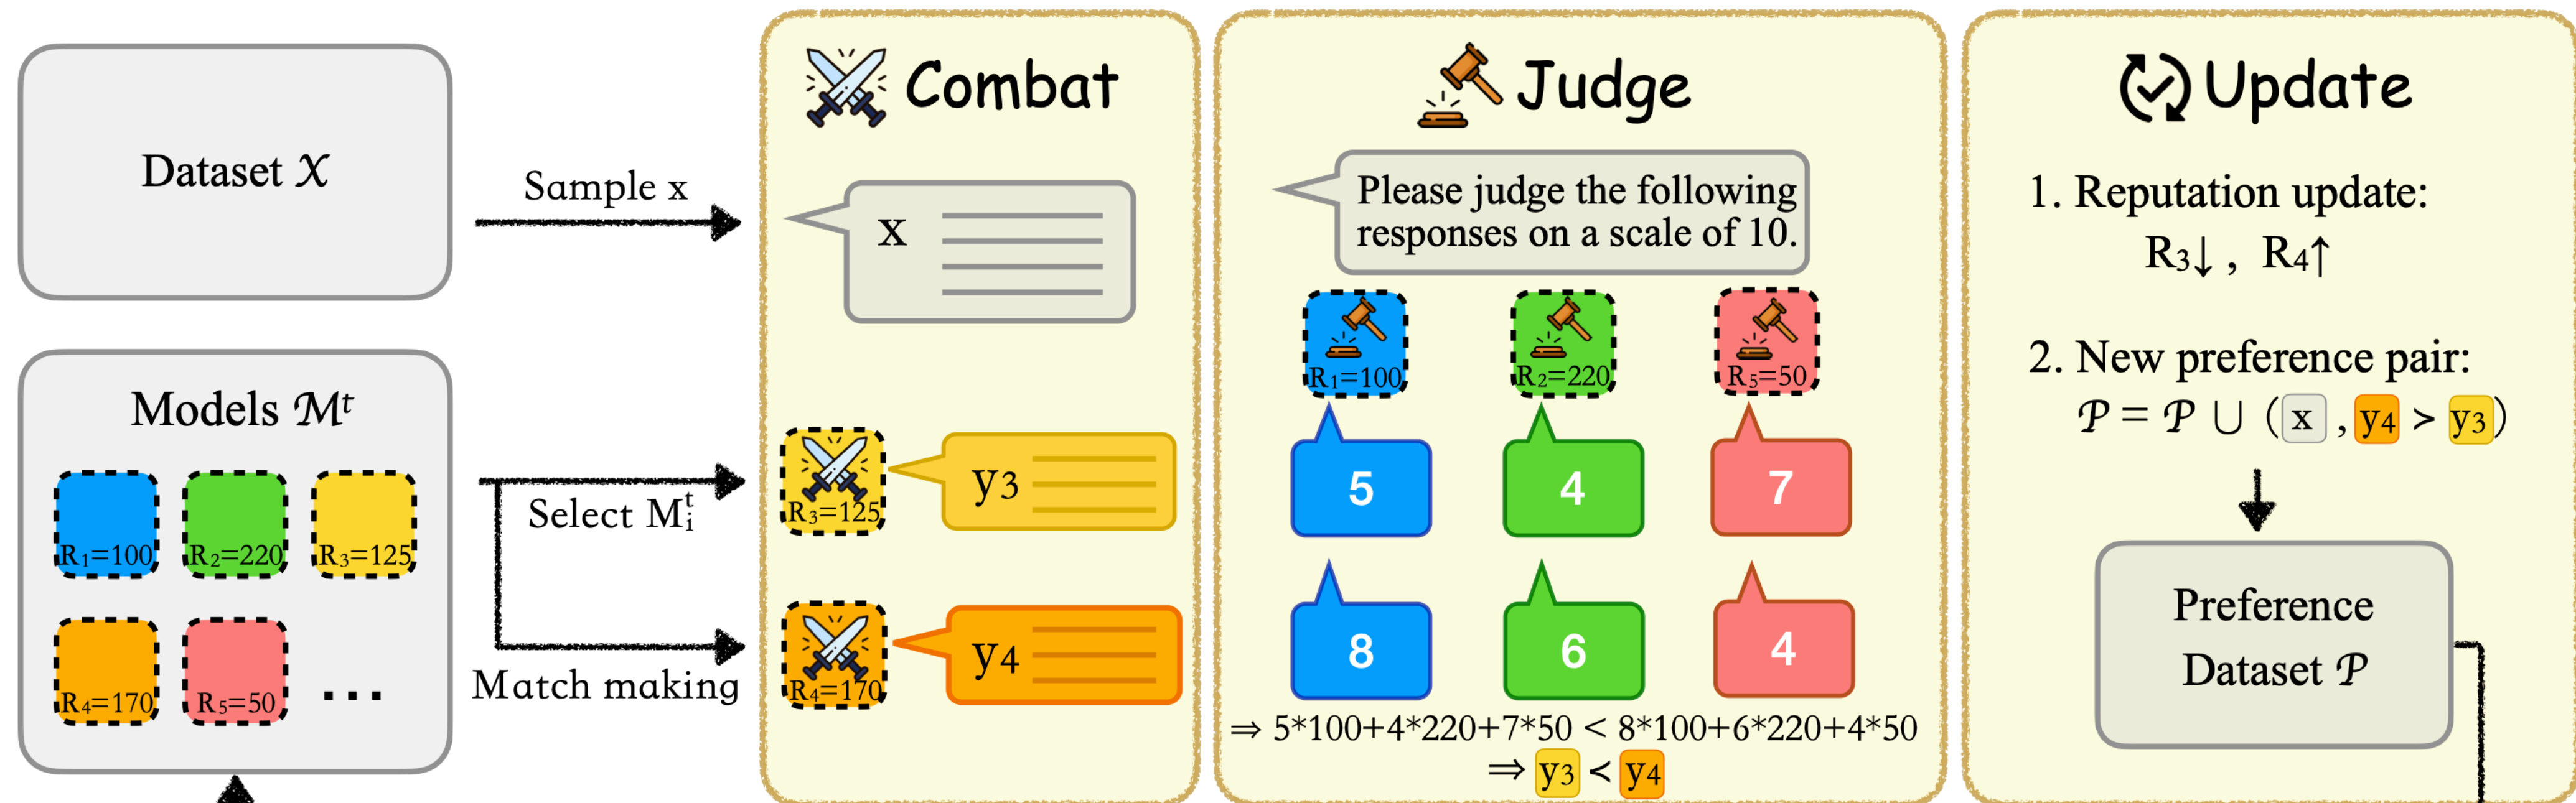 Dataset 𝒳
Sample x
Models ℳᵗ
R₁=100
R₂=220
R₃=125
R₄=170
R₅=50
...
Select Mᵢᵗ
Match making
Combat
x
R₃=125
y₃
R₄=170
y₄
Judge
Please judge the following
responses on a scale of 10.
R₁=100
R₂=220
R₅=50
5
4
7
8
6
4
⇒ 5*100+4*220+7*50 < 8*100+6*220+4*50
⇒ y₃ ≺ y₄
Update
1. Reputation update:
R₃↓ , R₄↑
2. New preference pair:
𝒫 = 𝒫 ∪ (x , y₄ ≻ y₃)
Preference
Dataset 𝒫